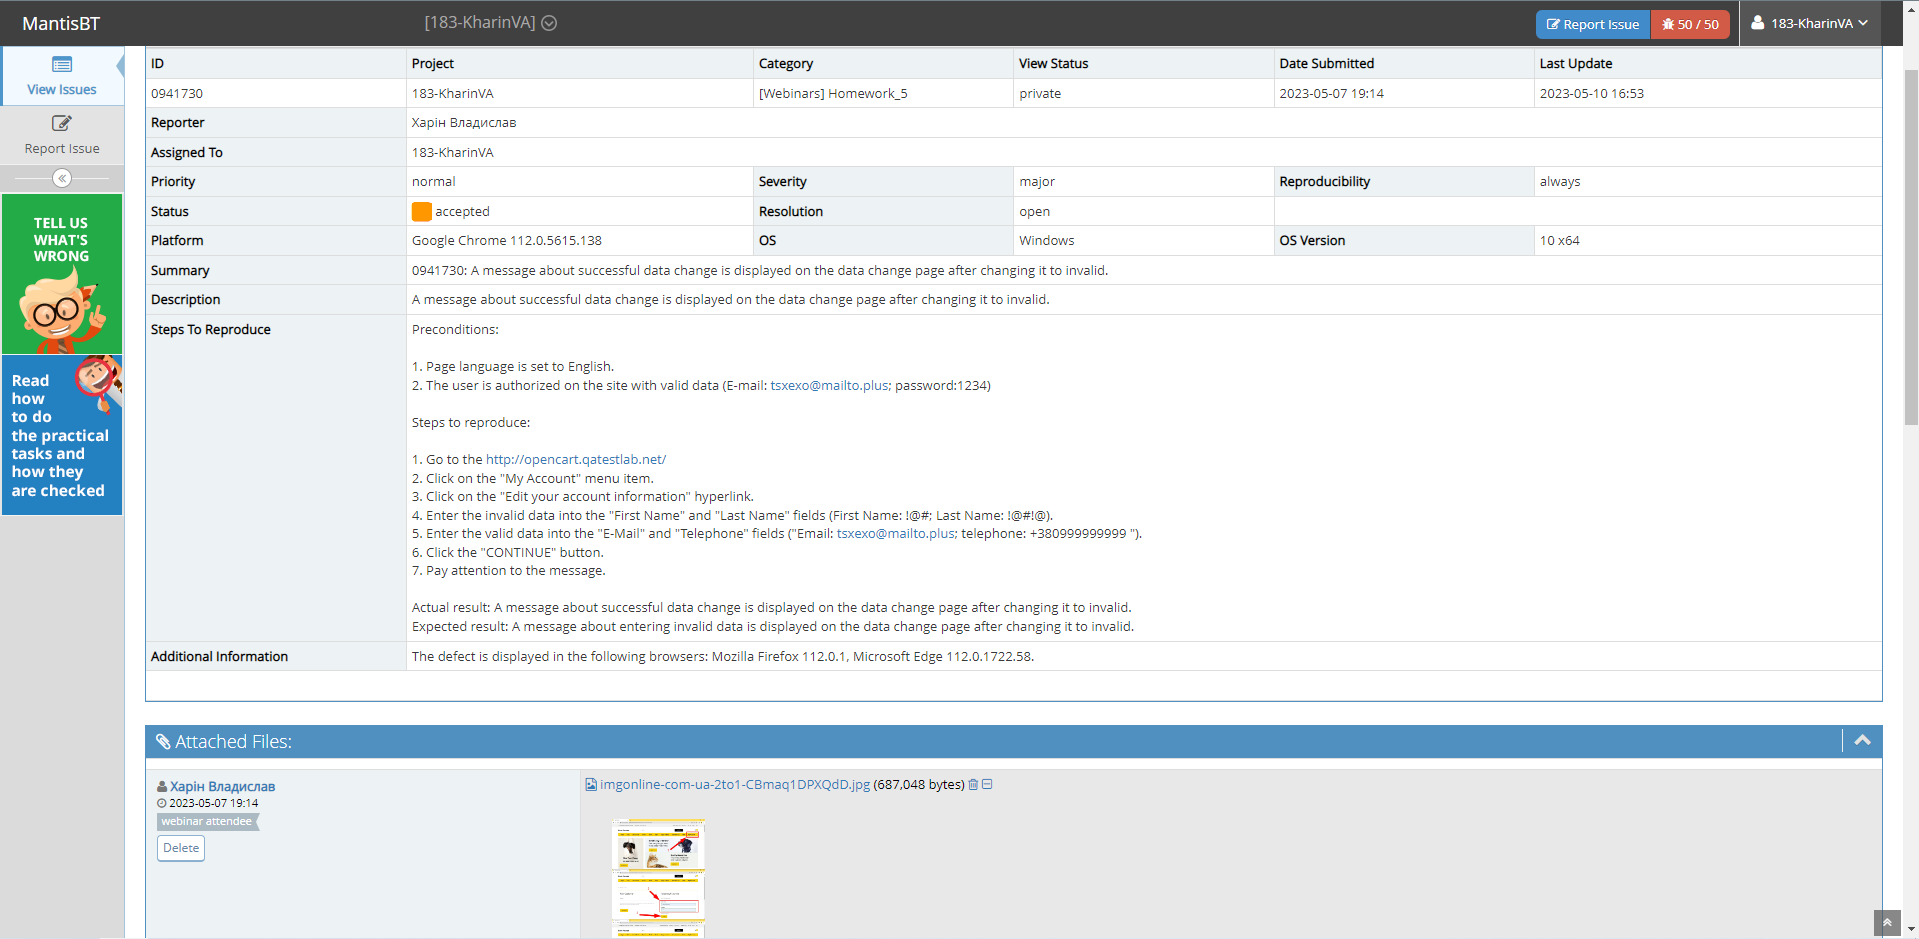 MantisBT
[183-KharinVA]
Report Issue
50 / 50
183-KharinVA
View Issues
Report Issue
TELL US
WHAT'S
WRONG
Read
how
to do
the practical
tasks and
how they
are checked
ID Project Category View Status Date Submitted Last Update
0941730 183-KharinVA [Webinars] Homework_5 private 2023-05-07 19:14 2023-05-10 16:53
Reporter Харін Владислав
Assigned To 183-KharinVA
Priority normal Severity major Reproducibility always
Status accepted Resolution open
Platform Google Chrome 112.0.5615.138 OS Windows OS Version 10 x64
Summary 0941730: A message about successful data change is displayed on the data change page after changing it to invalid.
Description A message about successful data change is displayed on the data change page after changing it to invalid.
Steps To Reproduce Preconditions:
1. Page language is set to English.
2. The user is authorized on the site with valid data (E-mail: tsxexo@mailto.plus; password:1234)
Steps to reproduce:
1. Go to the http://opencart.qatestlab.net/
2. Click on the "My Account" menu item.
3. Click on the "Edit your account information" hyperlink.
4. Enter the invalid data into the "First Name" and "Last Name" fields (First Name: !@#; Last Name: !@#!@).
5. Enter the valid data into the "E-Mail" and "Telephone" fields ("Email: tsxexo@mailto.plus; telephone: +380999999999 ").
6. Click the "CONTINUE" button.
7. Pay attention to the message.
Actual result: A message about successful data change is displayed on the data change page after changing it to invalid.
Expected result: A message about entering invalid data is displayed on the data change page after changing it to invalid.
Additional Information The defect is displayed in the following browsers: Mozilla Firefox 112.0.1, Microsoft Edge 112.0.1722.58.
Attached Files:
Харін Владислав
2023-05-07 19:14
webinar attendee
Delete
imgonline-com-ua-2to1-CBmaq1DPXQdD.jpg (687,048 bytes)